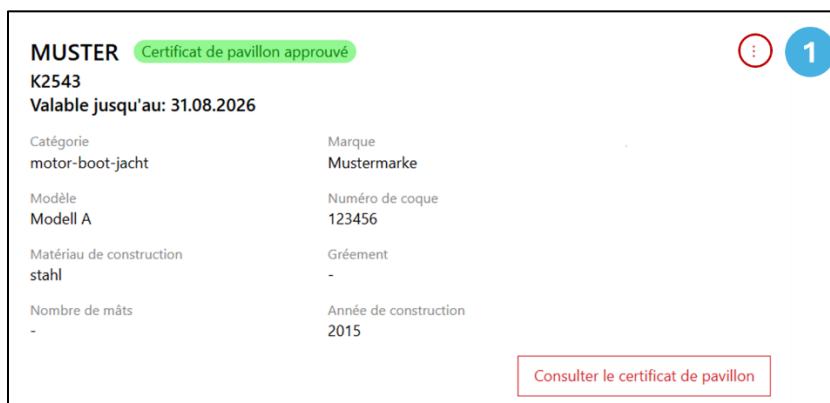 MUSTER Certificat de pavillon approuvé
1
K2543
Valable jusqu'au: 31.08.2026
Catégorie
motor-boot-jacht
Marque
Mustermarke
Modèle
Modell A
Numéro de coque
123456
Matériau de construction
stahl
Gréement
-
Nombre de mâts
-
Année de construction
2015
Consulter le certificat de pavillon